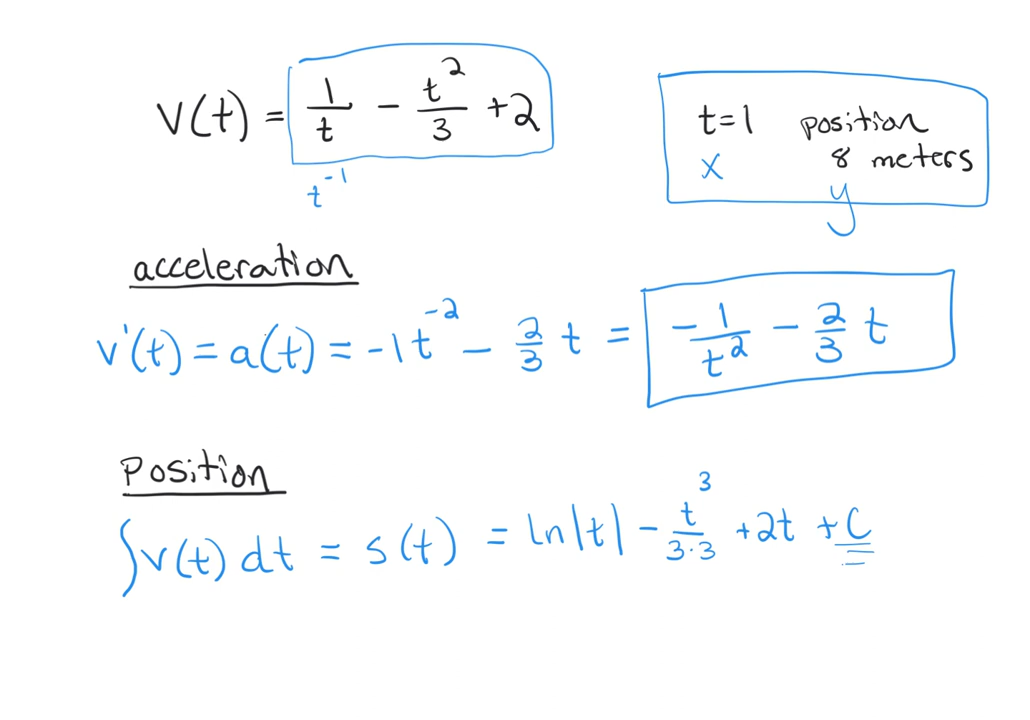 v(t) = 1/t - t²/3 + 2
t⁻¹
t=1 position
8 meters
x y
acceleration
v'(t) = a(t) = -1t⁻² - 2/3 t = -1/t² - 2/3 t
Position
∫v(t) dt = s(t) = ln|t| - t³/3·3 + 2t + C